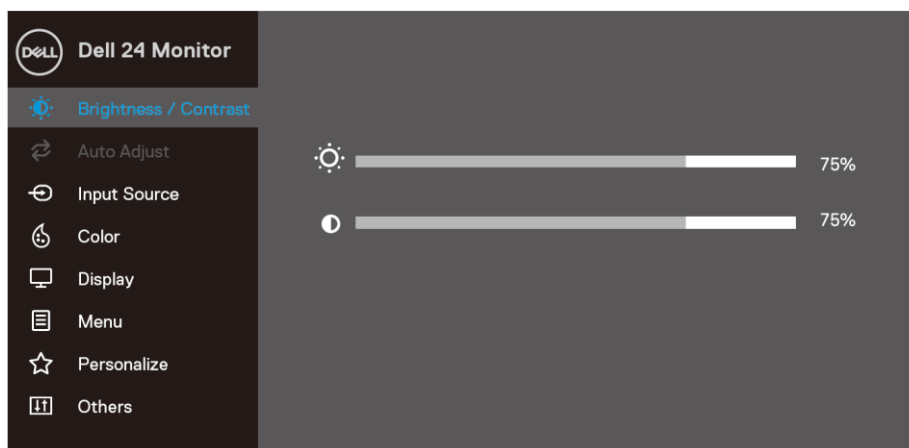 DELL
Dell 24 Monitor
Brightness / Contrast
Auto Adjust
75%
Input Source
Color
75%
Display
Menu
Personalize
Others